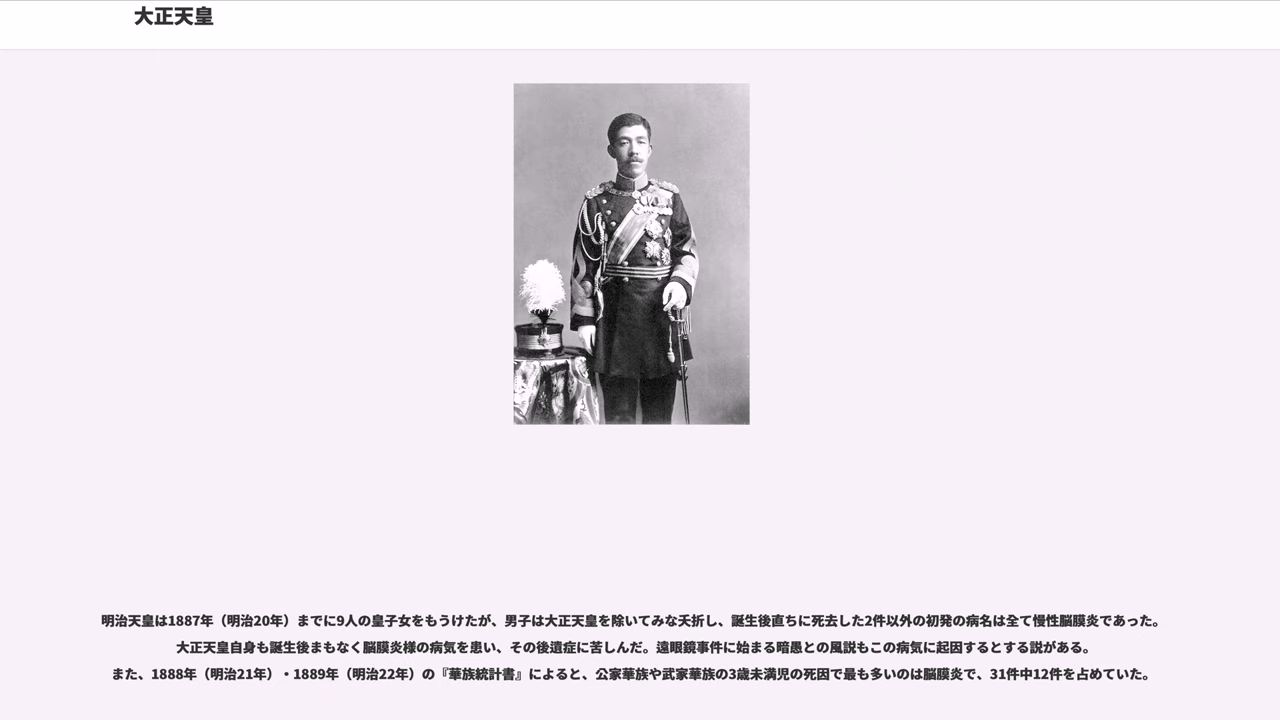 大正天皇
明治天皇は1887年（明治20年）までに9人の皇子女をもうけたが、男子は大正天皇を除いてみな夭折し、誕生後直ちに死去した2件以外の初発の病名は全て慢性脳膜炎であった。
大正天皇自身も誕生後まもなく脳膜炎様の病気を患い、その後遺症に苦しんだ。遠眼鏡事件に始まる暗愚との風説もこの病気に起因するとする説がある。
また、1888年（明治21年）・1889年（明治22年）の『華族統計書』によると、公家華族や武家華族の3歳未満児の死因で最も多いのは脳膜炎で、31件中12件を占めていた。